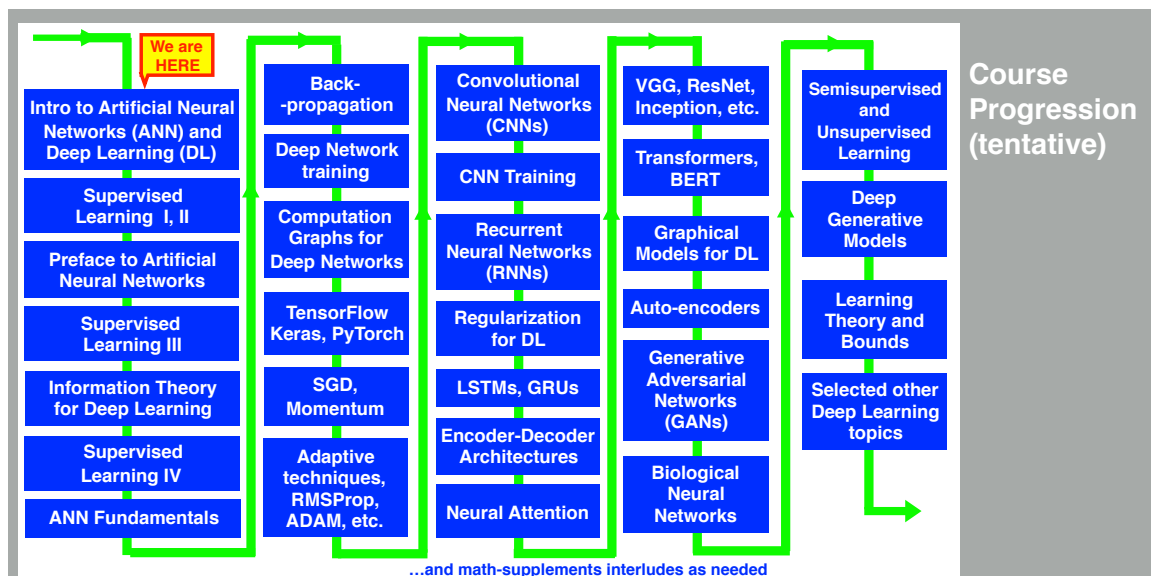 We are
HERE
Intro to Artificial Neural
Networks (ANN) and
Deep Learning (DL)
Supervised
Learning I, II
Preface to Artificial
Neural Networks
Supervised
Learning III
Information Theory
for Deep Learning
Supervised
Learning IV
ANN Fundamentals
Back-
-propagation
Deep Network
training
Computation
Graphs for
Deep Networks
TensorFlow
Keras, PyTorch
SGD,
Momentum
Adaptive
techniques,
RMSProp,
ADAM, etc.
Convolutional
Neural Networks
(CNNs)
CNN Training
Recurrent
Neural Networks
(RNNs)
Regularization
for DL
LSTMs, GRUs
Encoder-Decoder
Architectures
Neural Attention
VGG, ResNet,
Inception, etc.
Transformers,
BERT
Graphical
Models for DL
Auto-encoders
Generative
Adversarial
Networks
(GANs)
Biological
Neural
Networks
Semisupervised
and
Unsupervised
Learning
Deep
Generative
Models
Learning
Theory and
Bounds
Selected other
Deep Learning
topics
Course
Progression
(tentative)
...and math-supplements interludes as needed